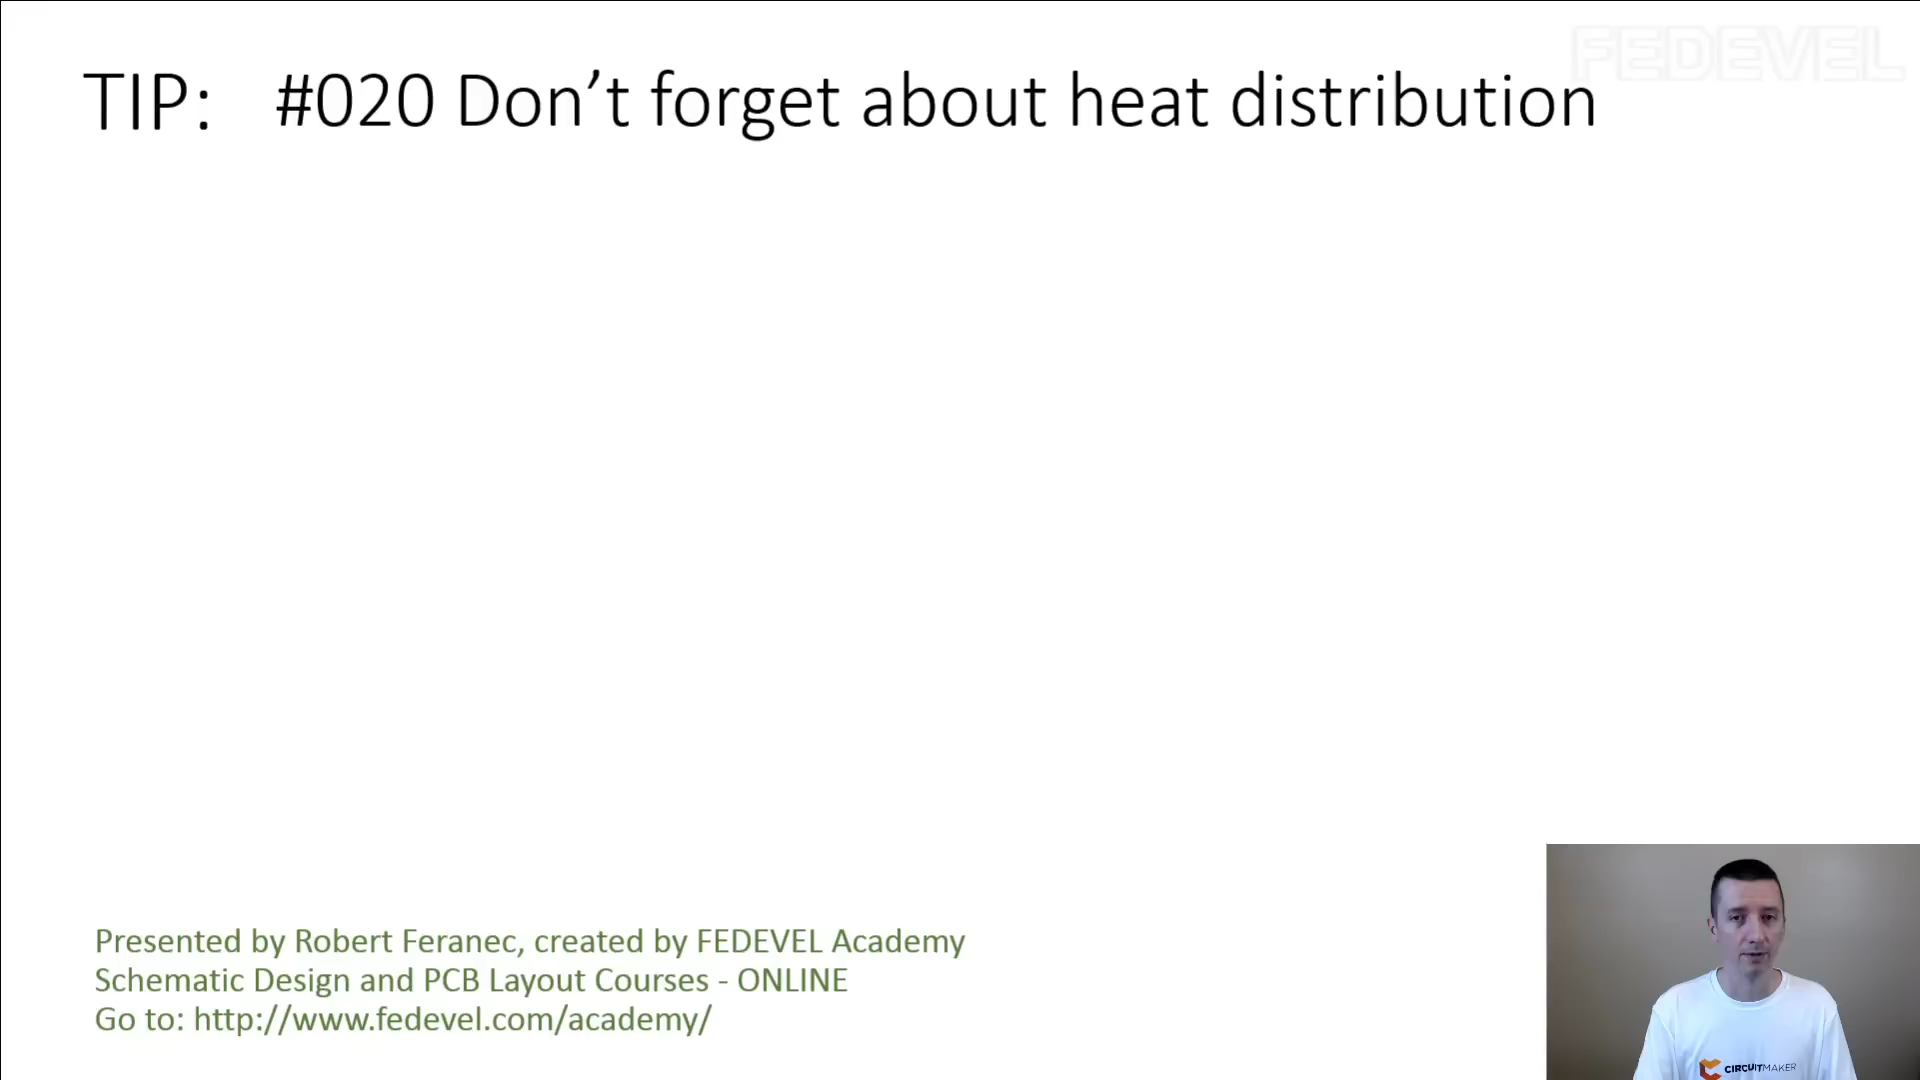 FEDEVEL
TIP: #020 Don’t forget about heat distribution
Presented by Robert Feranec, created by FEDEVEL Academy
Schematic Design and PCB Layout Courses - ONLINE
Go to: http://www.fedevel.com/academy/
CIRCUITMAKER